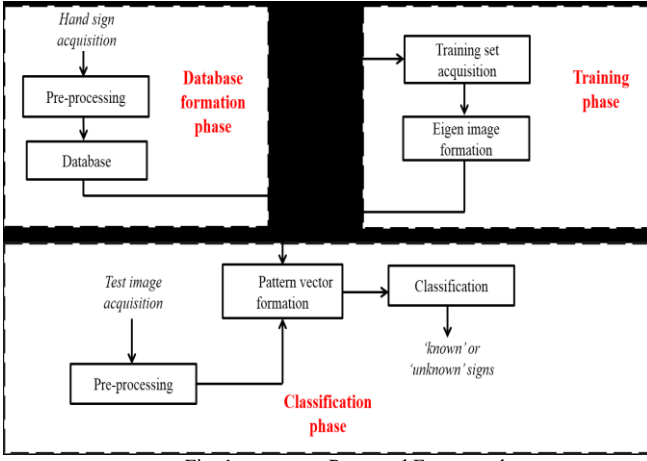 Hand sign
acquisition
Pre-processing
Database
Database
formation
phase
Training set
acquisition
Eigen image
formation
Training
phase
Test image
acquisition
Pre-processing
Pattern vector
formation
Classification
'known' or
'unknown' signs
Classification
phase